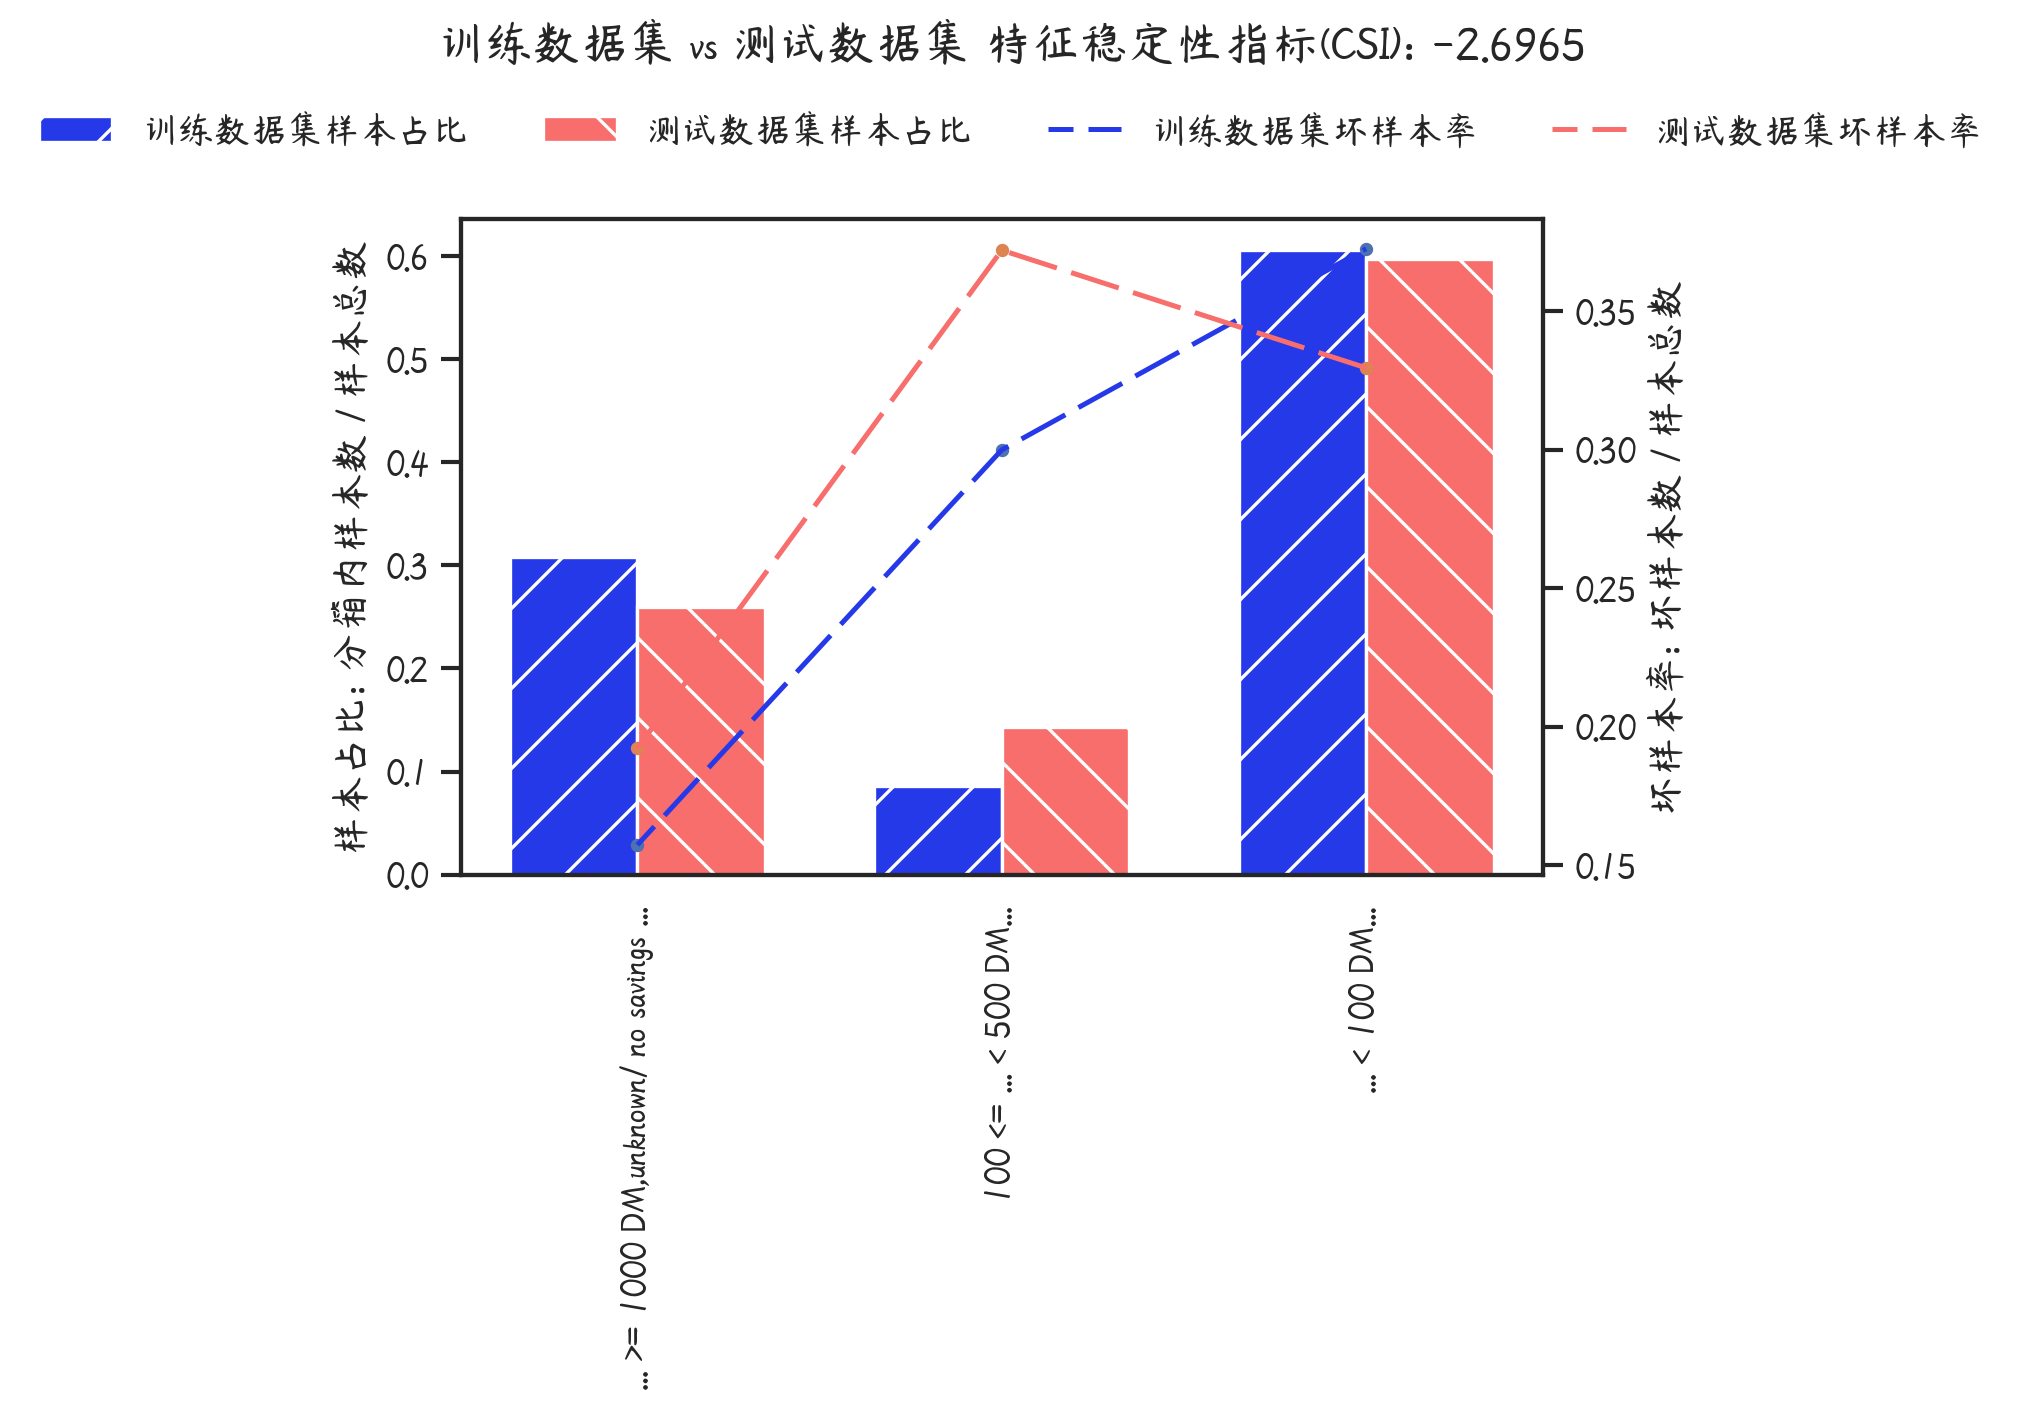 训练数据集 vs 测试数据集 特征稳定性指标(CSI): -2.6965
训练数据集样本占比 测试数据集样本占比 训练数据集坏样本率 测试数据集坏样本率
样本占比: 分箱内样本数 / 样本总数
0.6
0.5
0.4
0.3
0.2
0.1
0.0
0.35
0.30
0.25
0.20
0.15
坏样本率: 坏样本数 / 样本总数
... >= 1000 DM,unknown/ no savings ...
100 <= ... < 500 DM...
... < 100 DM...